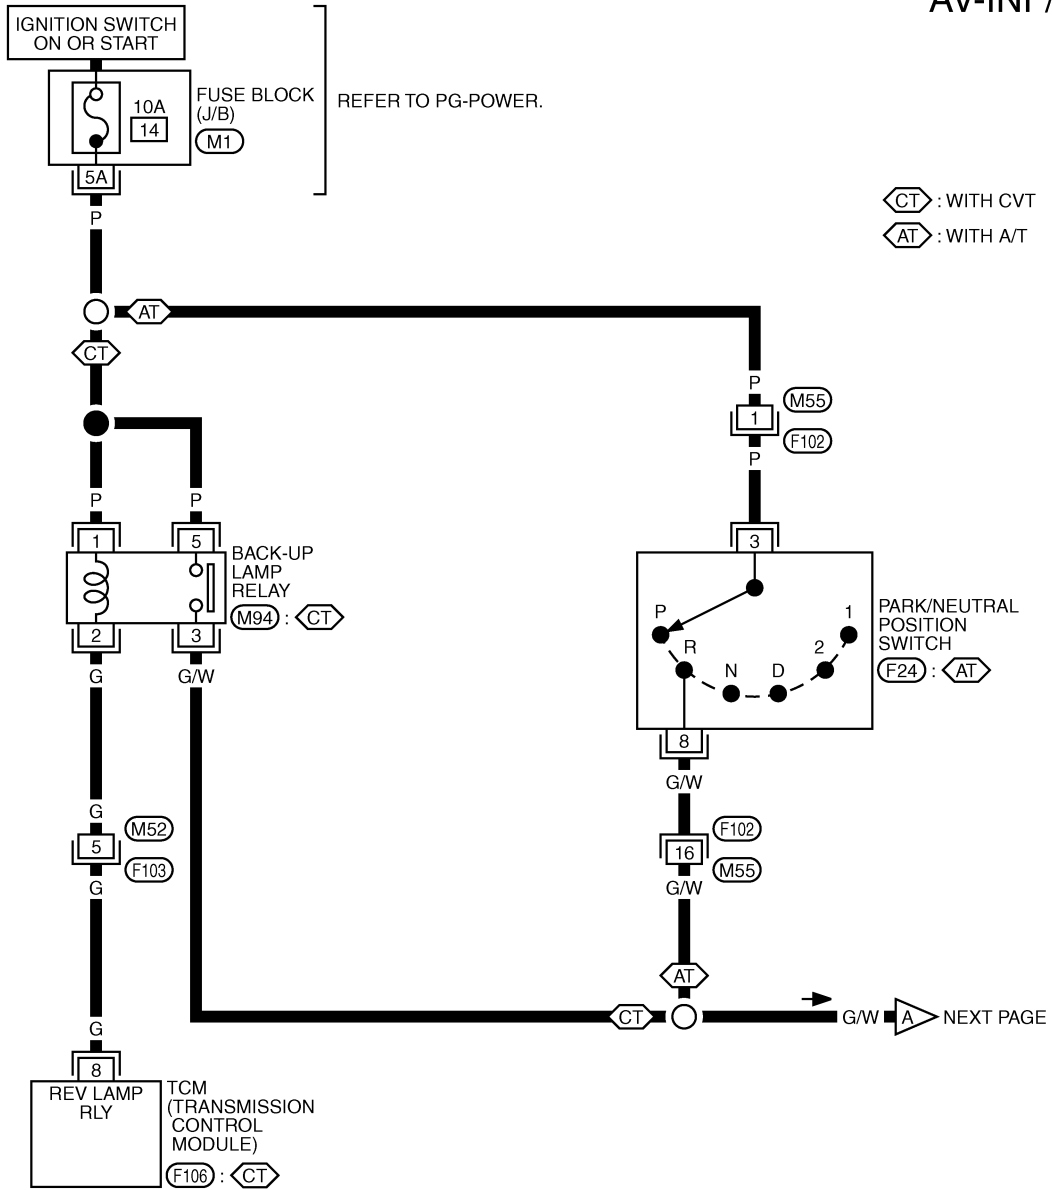 IGNITION SWITCH
ON OR START
FUSE BLOCK
(J/B)
M1
10A
14
5A
REFER TO PG-POWER.
CT : WITH CVT
AT : WITH A/T
P
AT
CT
P
1
M55
F102
P
P
P
1
5
BACK-UP
LAMP
RELAY
M94 : CT
2
3
G
G/W
3
P
R
N
D
2
1
PARK/NEUTRAL
POSITION
SWITCH
F24 : AT
8
G/W
G
M52
5
F103
G
F102
16
M55
G/W
AT
CT
G/W
A
NEXT PAGE
G
8
REV LAMP
RLY
TCM
(TRANSMISSION
CONTROL
MODULE)
F106 : CT